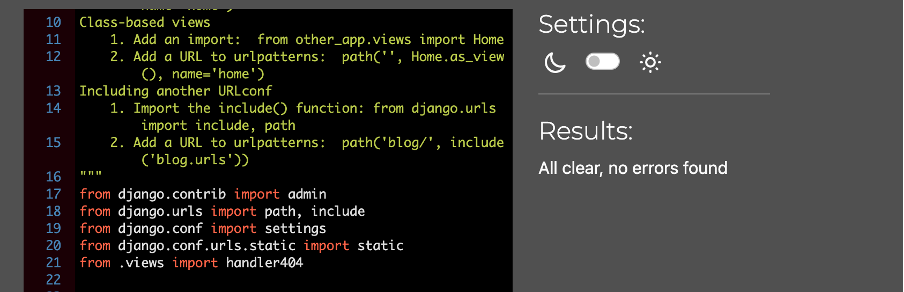 10 Class-based views
11     1. Add an import:  from other_app.views import Home
12     2. Add a URL to urlpatterns:  path('', Home.as_view
(), name='home')
13 Including another URLconf
14     1. Import the include() function: from django.urls
import include, path
15     2. Add a URL to urlpatterns:  path('blog/', include
('blog.urls'))
16 """
17 from django.contrib import admin
18 from django.urls import path, include
19 from django.conf import settings
20 from django.conf.urls.static import static
21 from .views import handler404
22
Settings:
Results:
All clear, no errors found